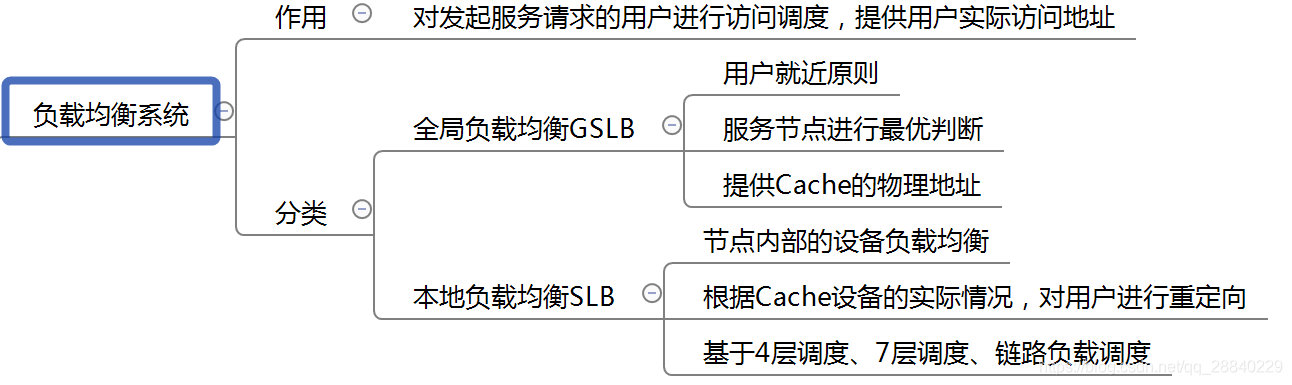 作用
对发起服务请求的用户进行访问调度，提供用户实际访问地址
负载均衡系统
分类
全局负载均衡GSLB
用户就近原则
服务节点进行最优判断
提供Cache的物理地址
本地负载均衡SLB
节点内部的设备负载均衡
根据Cache设备的实际情况，对用户进行重定向
基于4层调度、7层调度、链路负载调度
https://blog.csdn.net/qq_28840229